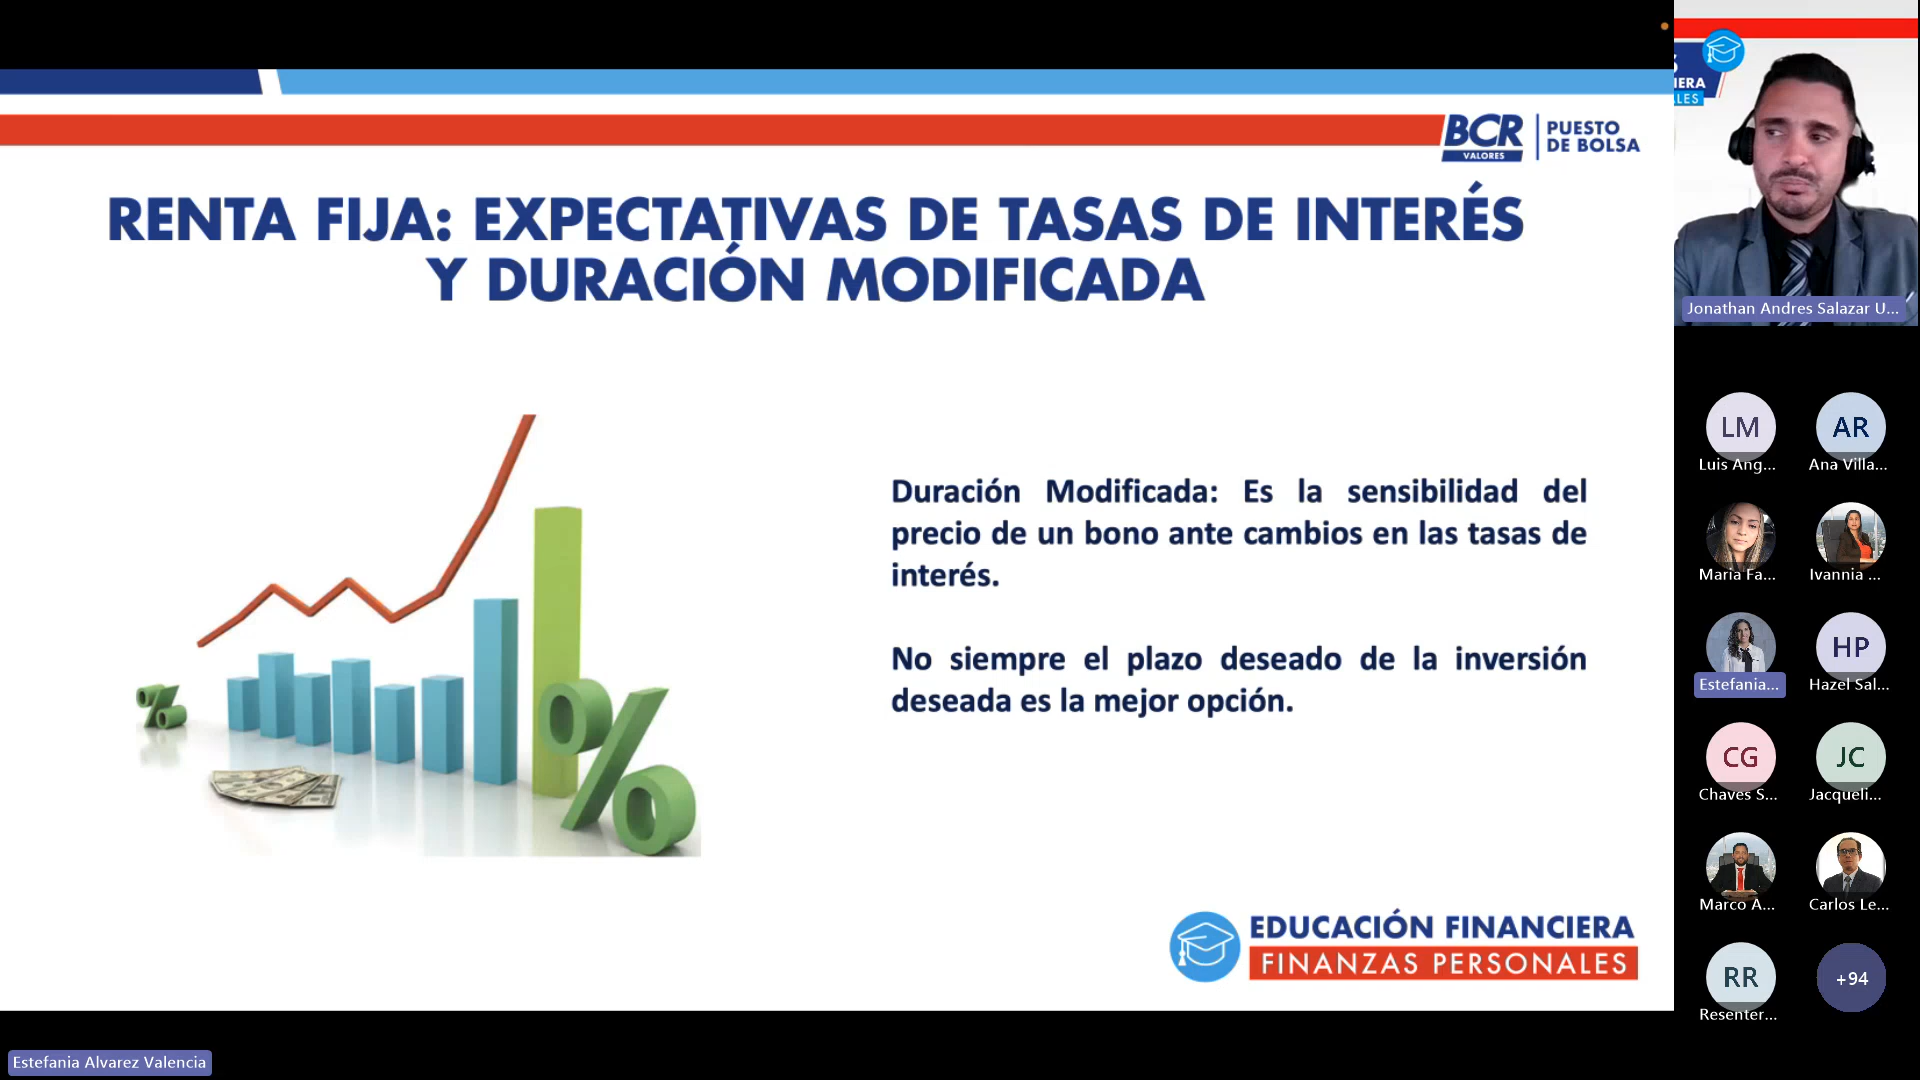 BCR
VALORES
PUESTO
DE BOLSA
RENTA FIJA: EXPECTATIVAS DE TASAS DE INTERÉS
Y DURACIÓN MODIFICADA
Duración Modificada: Es la sensibilidad del
precio de un bono ante cambios en las tasas de
interés.
No siempre el plazo deseado de la inversión
deseada es la mejor opción.
% %
EDUCACIÓN FINANCIERA
FINANZAS PERSONALES
Estefania Alvarez Valencia
IERA
LES
Jonathan Andres Salazar U...
LM
Luis Ang...
AR
Ana Villa...
Maria Fa...
Ivannia ...
Estefania...
HP
Hazel Sal...
CG
Chaves S...
JC
Jacqueli...
Marco A...
Carlos Le...
RR
Resenter...
+94